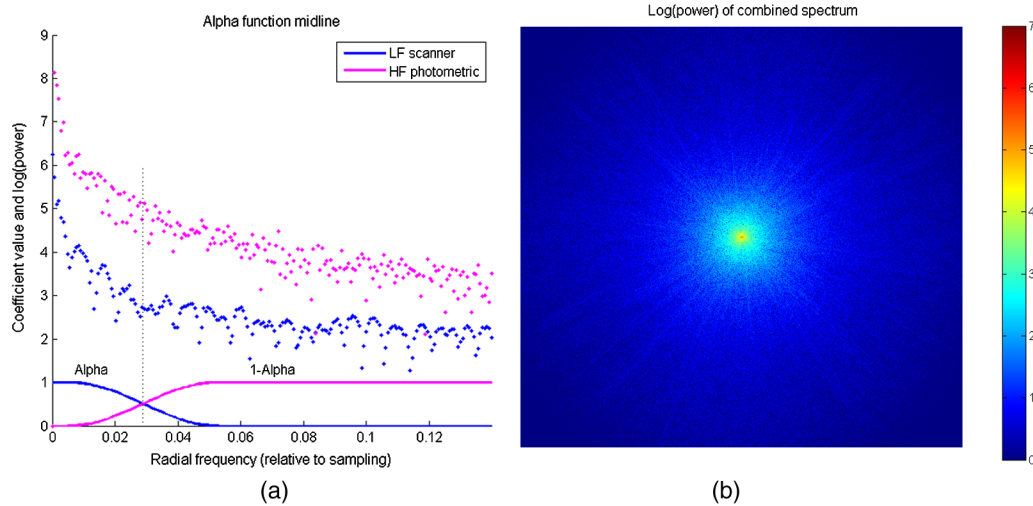 Alpha function midline
9
8
7
6
5
4
3
2
1
0
Coefficient value and log(power)
LF scanner
HF photometric
Alpha
1-Alpha
0
0.02
0.04
0.06
0.08
0.1
0.12
Radial frequency (relative to sampling)
(a)
Log(power) of combined spectrum
7
6
5
4
3
2
1
0
(b)